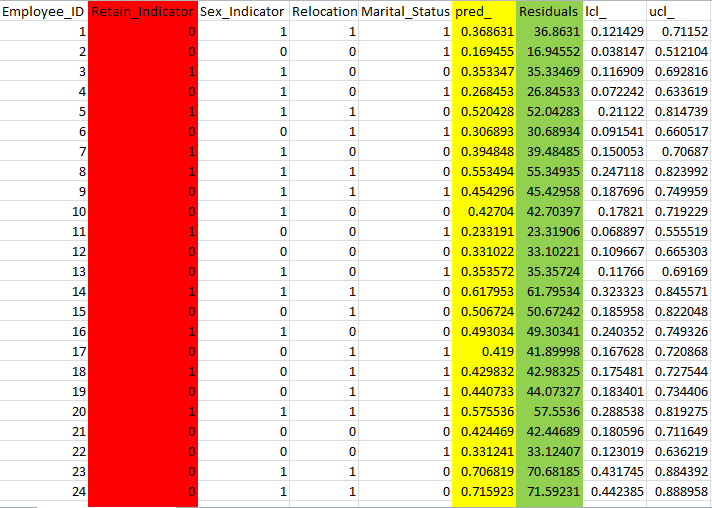 Employee_ID Retain_Indicator Sex_Indicator Relocation Marital_Status pred_ Residuals lcl_ ucl_
1 0 1 1 1 0.368631 36.8631 0.121429 0.71152
2 0 0 0 1 0.169455 16.94552 0.038147 0.512104
3 1 1 0 0 0.353347 35.33469 0.116909 0.692816
4 0 1 0 1 0.268453 26.84533 0.072242 0.633619
5 1 1 1 0 0.520428 52.04283 0.21122 0.814739
6 0 0 1 1 0.306893 30.68934 0.091541 0.660517
7 1 1 0 0 0.394848 39.48485 0.150053 0.70687
8 1 1 1 0 0.553494 55.34935 0.247118 0.823992
9 0 1 1 1 0.454296 45.42958 0.187696 0.749959
10 0 1 0 0 0.42704 42.70397 0.17821 0.719229
11 1 0 0 1 0.233191 23.31906 0.068897 0.555519
12 0 0 0 0 0.331022 33.10221 0.109667 0.665303
13 0 1 0 1 0.353572 35.35724 0.11766 0.69169
14 1 1 1 0 0.617953 61.79534 0.323323 0.845571
15 0 0 1 0 0.506724 50.67242 0.185958 0.822048
16 1 1 0 0 0.493034 49.30341 0.240352 0.749326
17 0 0 1 1 0.419 41.89998 0.167628 0.720868
18 1 0 1 1 0.429832 42.98325 0.175481 0.727544
19 0 0 1 1 0.440733 44.07327 0.183401 0.734406
20 1 1 1 1 0.575536 57.5536 0.288538 0.819275
21 0 0 0 0 0.424469 42.44689 0.180596 0.711649
22 0 0 0 1 0.331241 33.12407 0.123019 0.636219
23 0 1 1 0 0.706819 70.68185 0.431745 0.884392
24 0 1 1 0 0.715923 71.59231 0.442385 0.888958